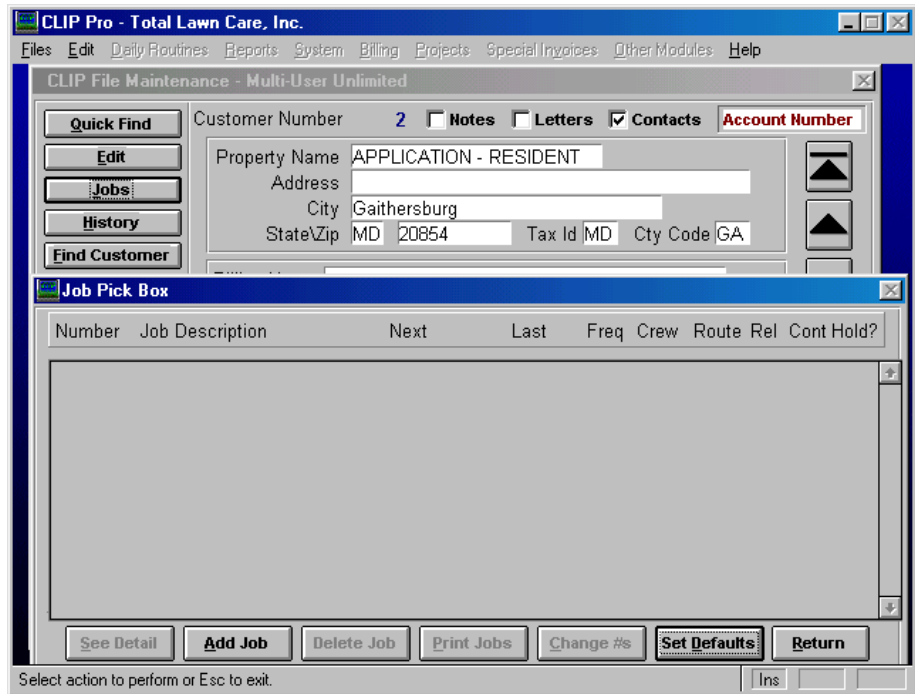 CLIP Pro - Total Lawn Care, Inc.
Files Edit Daily Routines Reports System Billing Projects Special Invoices Other Modules Help
CLIP File Maintenance - Multi-User Unlimited
Quick Find
Edit
Jobs
History
Find Customer
Customer Number 2 Notes Letters Contacts Account Number
Property Name APPLICATION - RESIDENT
Address
City Gaithersburg
State\Zip MD 20854 Tax Id MD Cty Code GA
Job Pick Box
Number Job Description Next Last Freq Crew Route Rel Cont Hold?
See Detail Add Job Delete Job Print Jobs Change #s Set Defaults Return
Select action to perform or Esc to exit. Ins